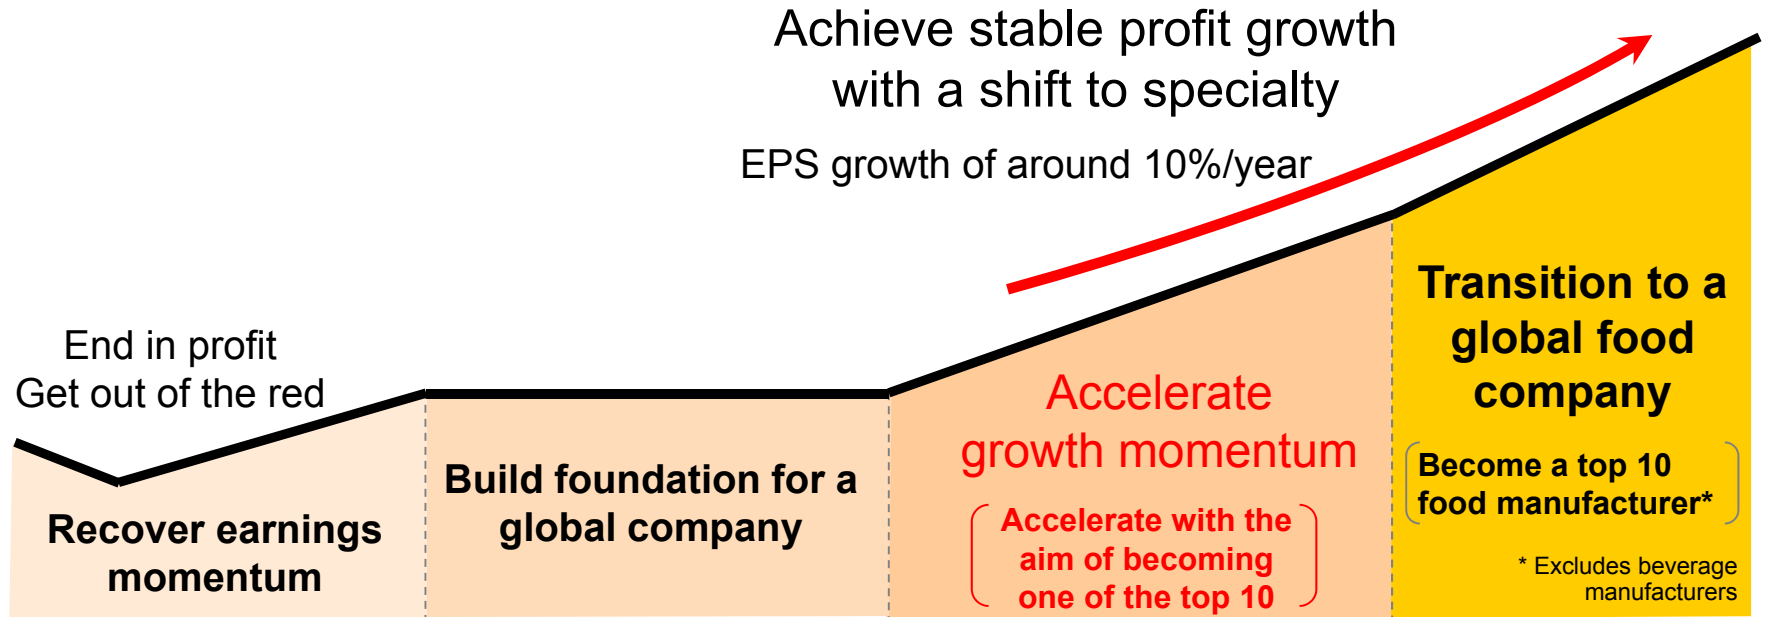 Achieve stable profit growth
with a shift to specialty
EPS growth of around 10%/year
End in profit
Get out of the red
Recover earnings
momentum
Build foundation for a
global company
Accelerate
growth momentum
Accelerate with the
aim of becoming
one of the top 10
Transition to a
global food
company
Become a top 10
food manufacturer*
* Excludes beverage
manufacturers